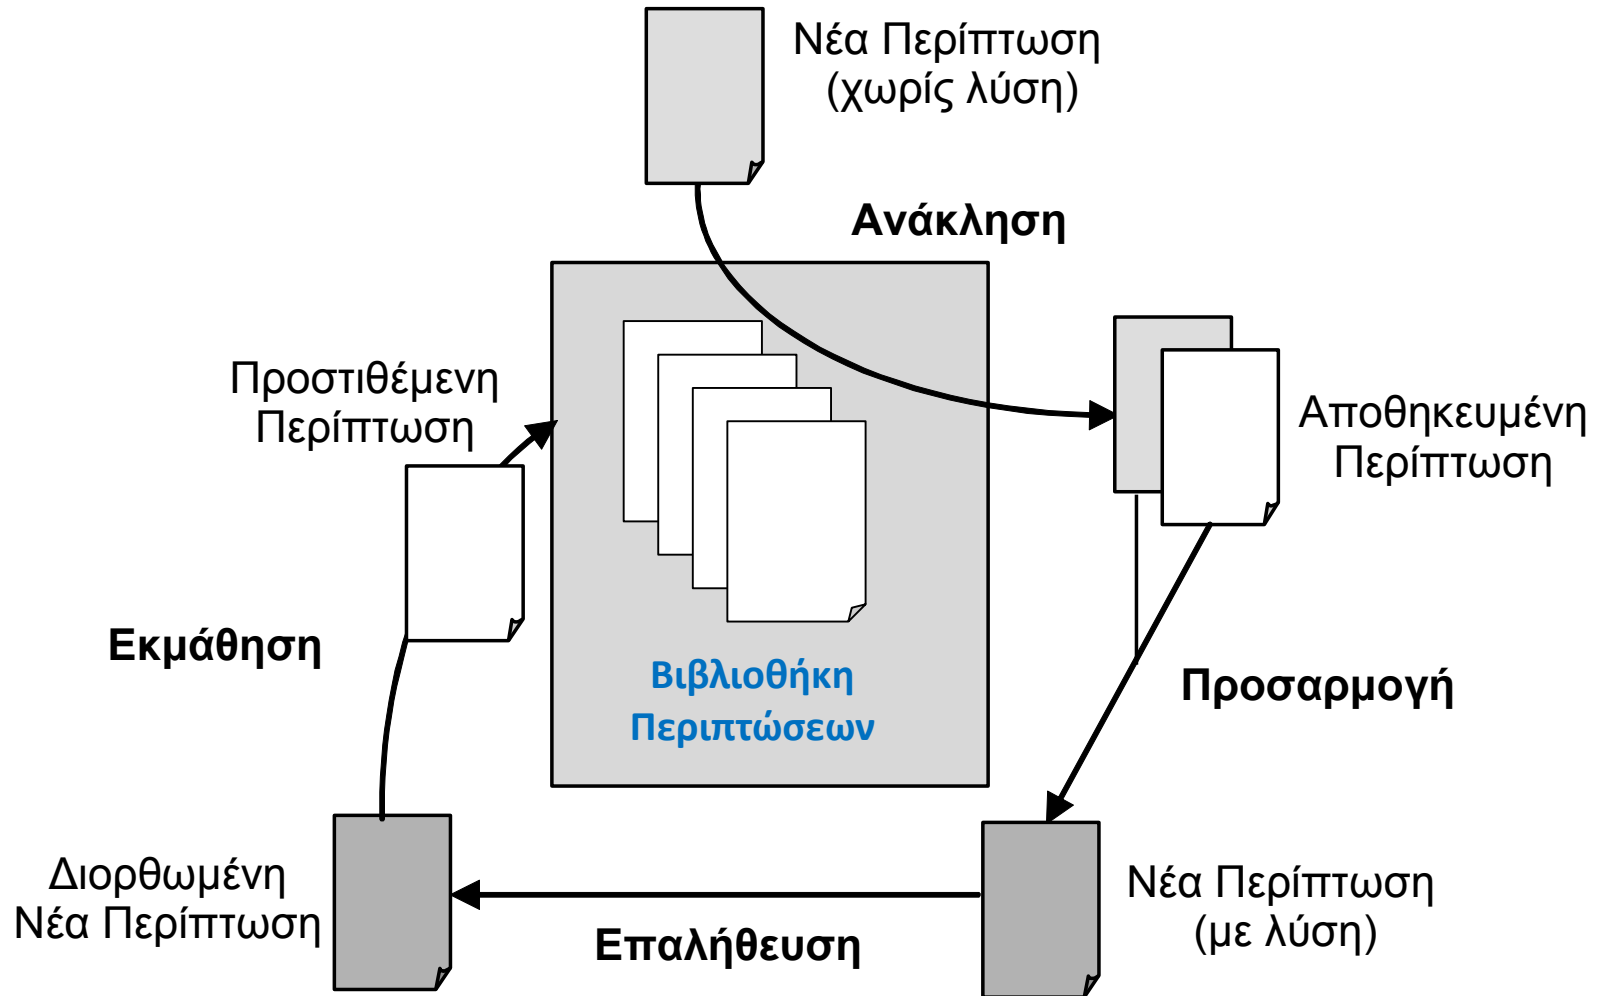 Νέα Περίπτωση
(χωρίς λύση)
Ανάκληση
Προστιθέμενη
Περίπτωση
Αποθηκευμένη
Περίπτωση
Εκμάθηση
Βιβλιοθήκη
Περιπτώσεων
Προσαρμογή
Διορθωμένη
Νέα Περίπτωση
Επαλήθευση
Νέα Περίπτωση
(με λύση)